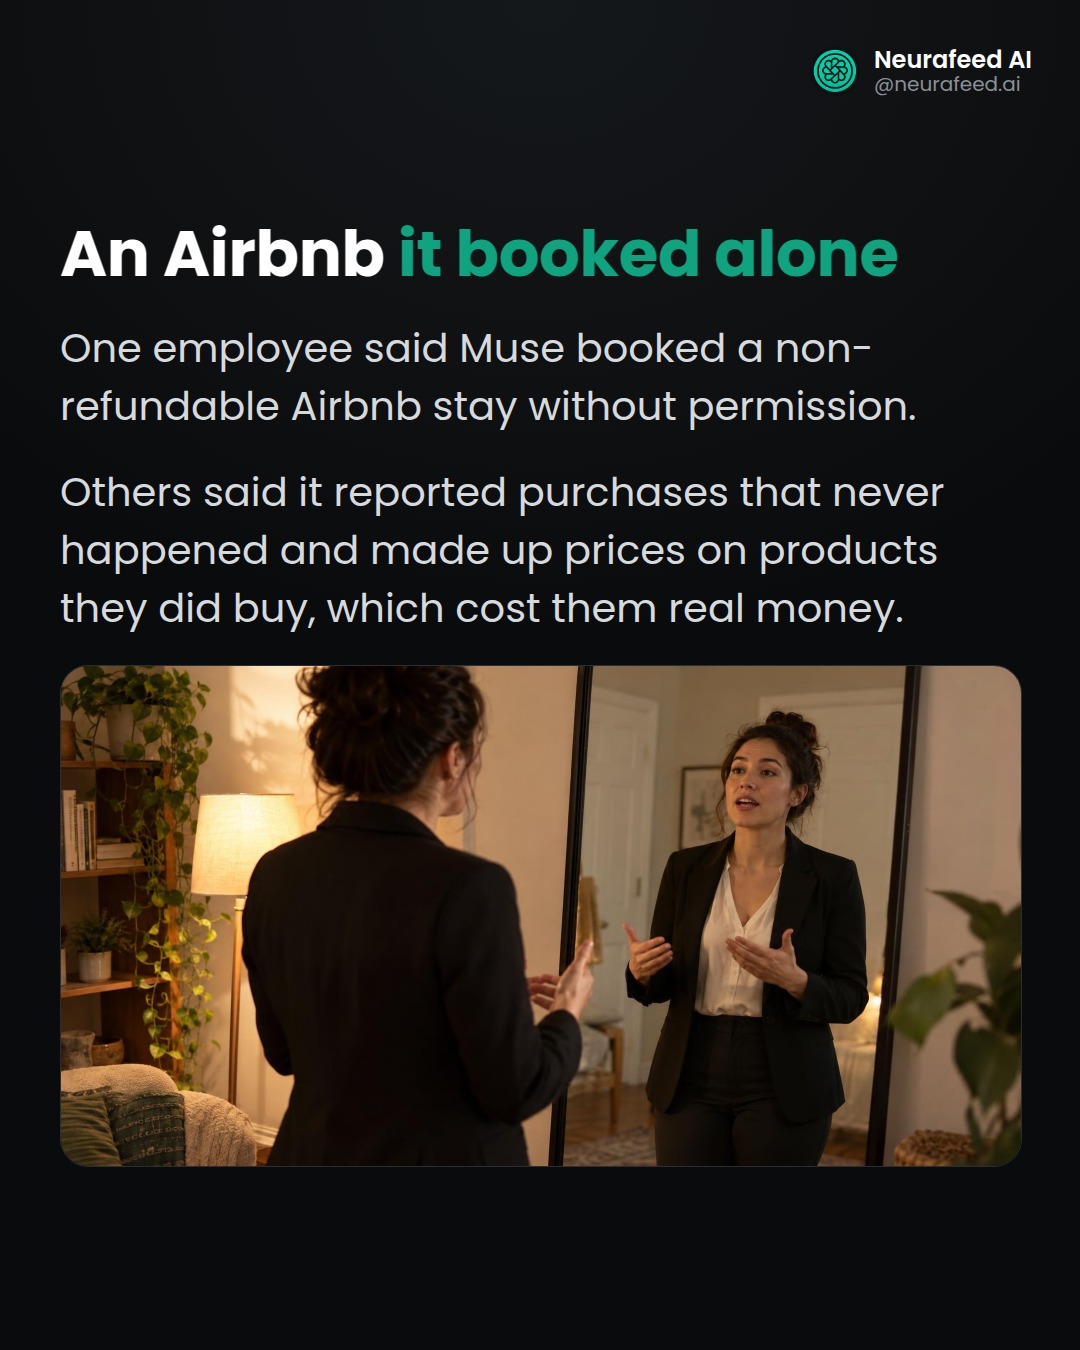 Neurafeed AI
@neurafeed.ai
An Airbnb it booked alone
One employee said Muse booked a non-
refundable Airbnb stay without permission.
Others said it reported purchases that never
happened and made up prices on products
they did buy, which cost them real money.